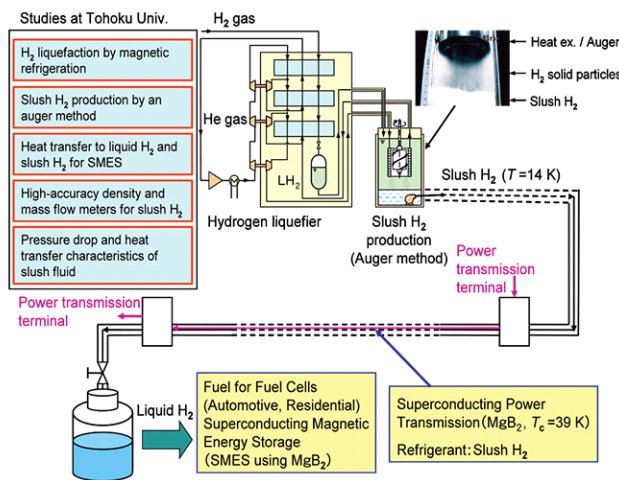 Studies at Tohoku Univ.
H2 liquefaction by magnetic
refrigeration
Slush H2 production by an
auger method
Heat transfer to liquid H2 and
slush H2 for SMES
High-accuracy density and
mass flow meters for slush H2
Pressure drop and heat
transfer characteristics of
slush fluid
H2 gas
He gas
LH2
Hydrogen liquefier
Heat ex. / Auger
H2 solid particles
Slush H2
Slush H2 (T=14 K)
Slush H2
production
(Auger method)
Power transmission
terminal
Power transmission
terminal
Liquid H2
Fuel for Fuel Cells
(Automotive, Residential)
Superconducting Magnetic
Energy Storage
(SMES using MgB2)
Superconducting Power
Transmission(MgB2, Tc=39 K)
Refrigerant:Slush H2